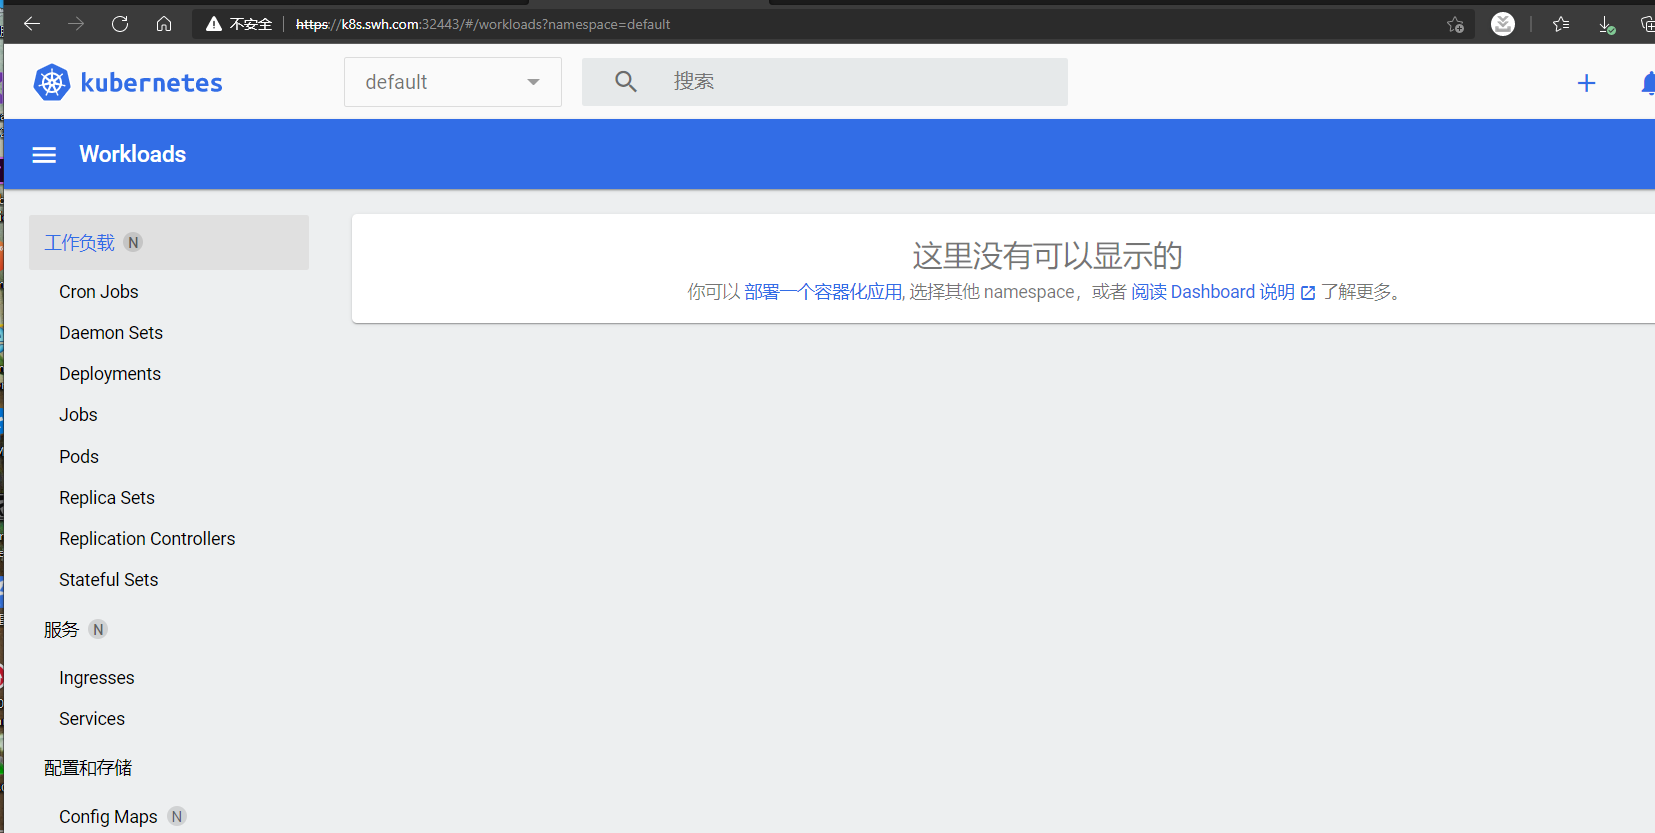 不安全 https://k8s.swh.com:32443/#/workloads?namespace=default
kubernetes default 搜索
Workloads
工作负载 N
Cron Jobs
Daemon Sets
Deployments
Jobs
Pods
Replica Sets
Replication Controllers
Stateful Sets
服务 N
Ingresses
Services
配置和存储
Config Maps N
这里没有可以显示的
你可以 部署一个容器化应用, 选择其他 namespace，或者 阅读 Dashboard 说明 了解更多。